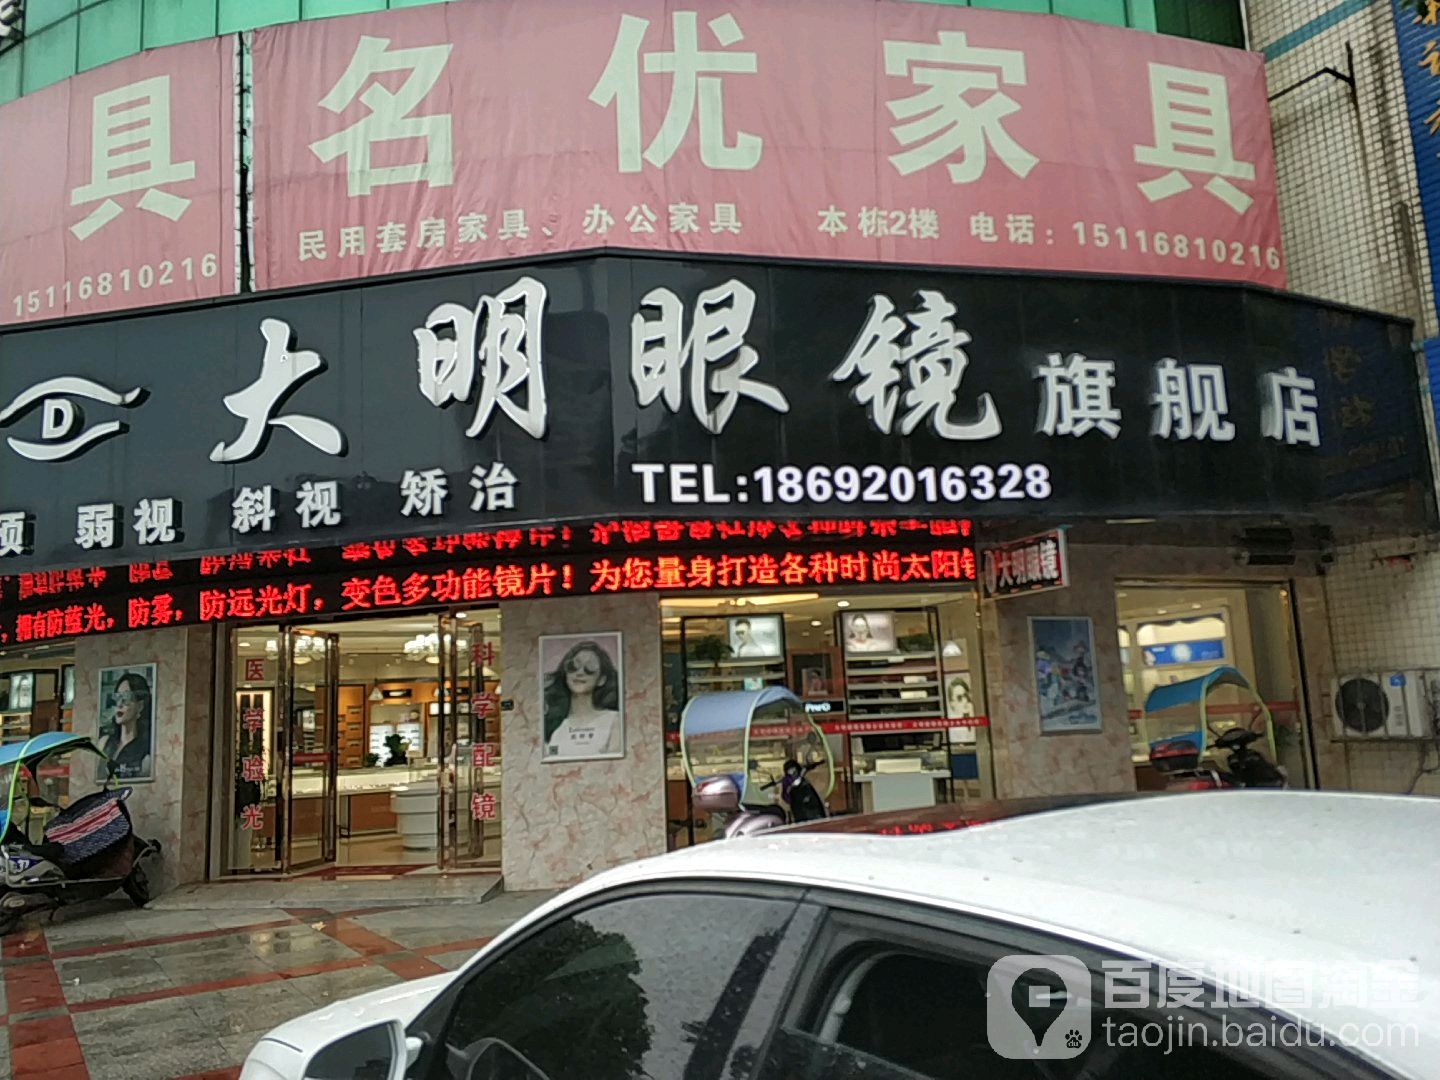 具 名优家具
15116810216
民用套房家具、办公家具 本栋2楼 电话：15116810216
D 大明眼镜旗舰店
弱视 斜视 矫治 TEL:18692016328
拥有防蓝光，防雾，防远光灯，变色多功能镜片！为您量身打造各种时尚太阳镜
大明眼镜
医学验光
科学配镜
百度地图淘金
taojin.baidu.com